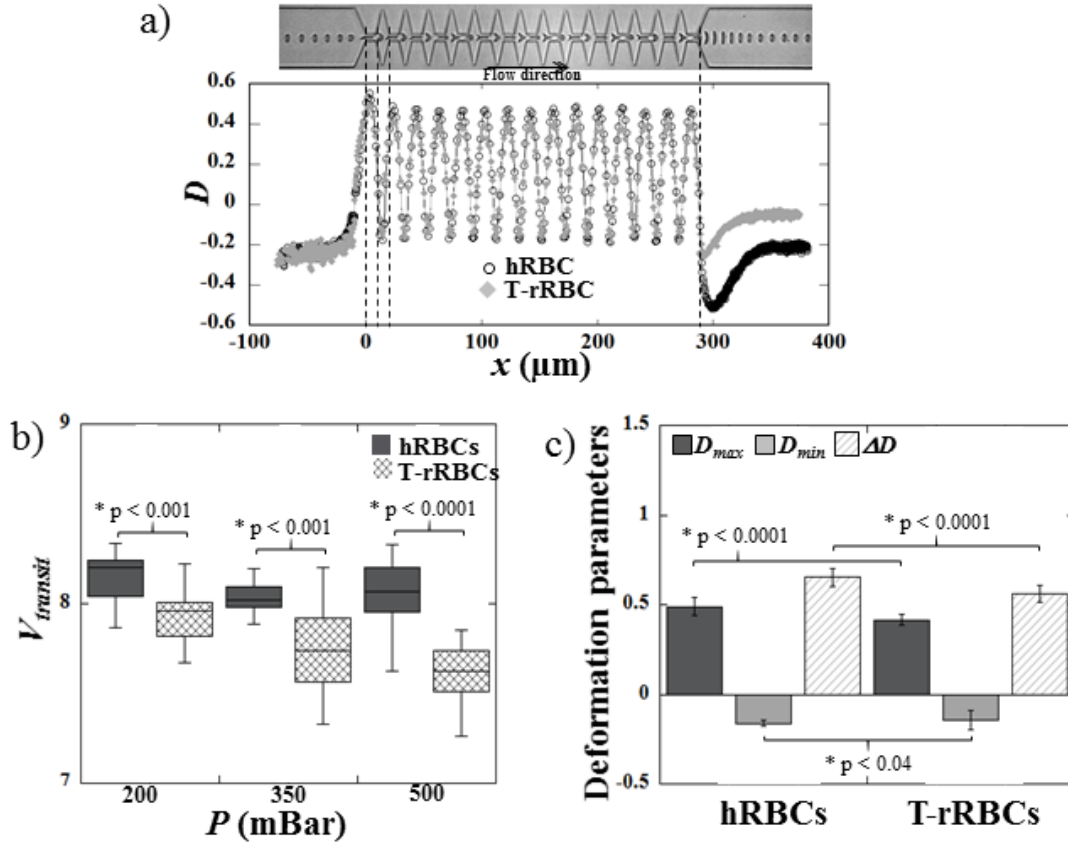 a)
Flow direction
0.6
0.4
0.2
0
-0.2
-0.4
-0.6
D
hRBC
T-rRBC
-100 0 100 200 300 400
x (μm)
b)
9
8
7
V transit
hRBCs
T-rRBCs
* p < 0.001
* p < 0.001
* p < 0.0001
200 350 500
P (mBar)
c)
1.5
1
0.5
0
-0.5
Deformation parameters
Dmax Dmin ΔD
* p < 0.0001
* p < 0.0001
* p < 0.04
hRBCs T-rRBCs